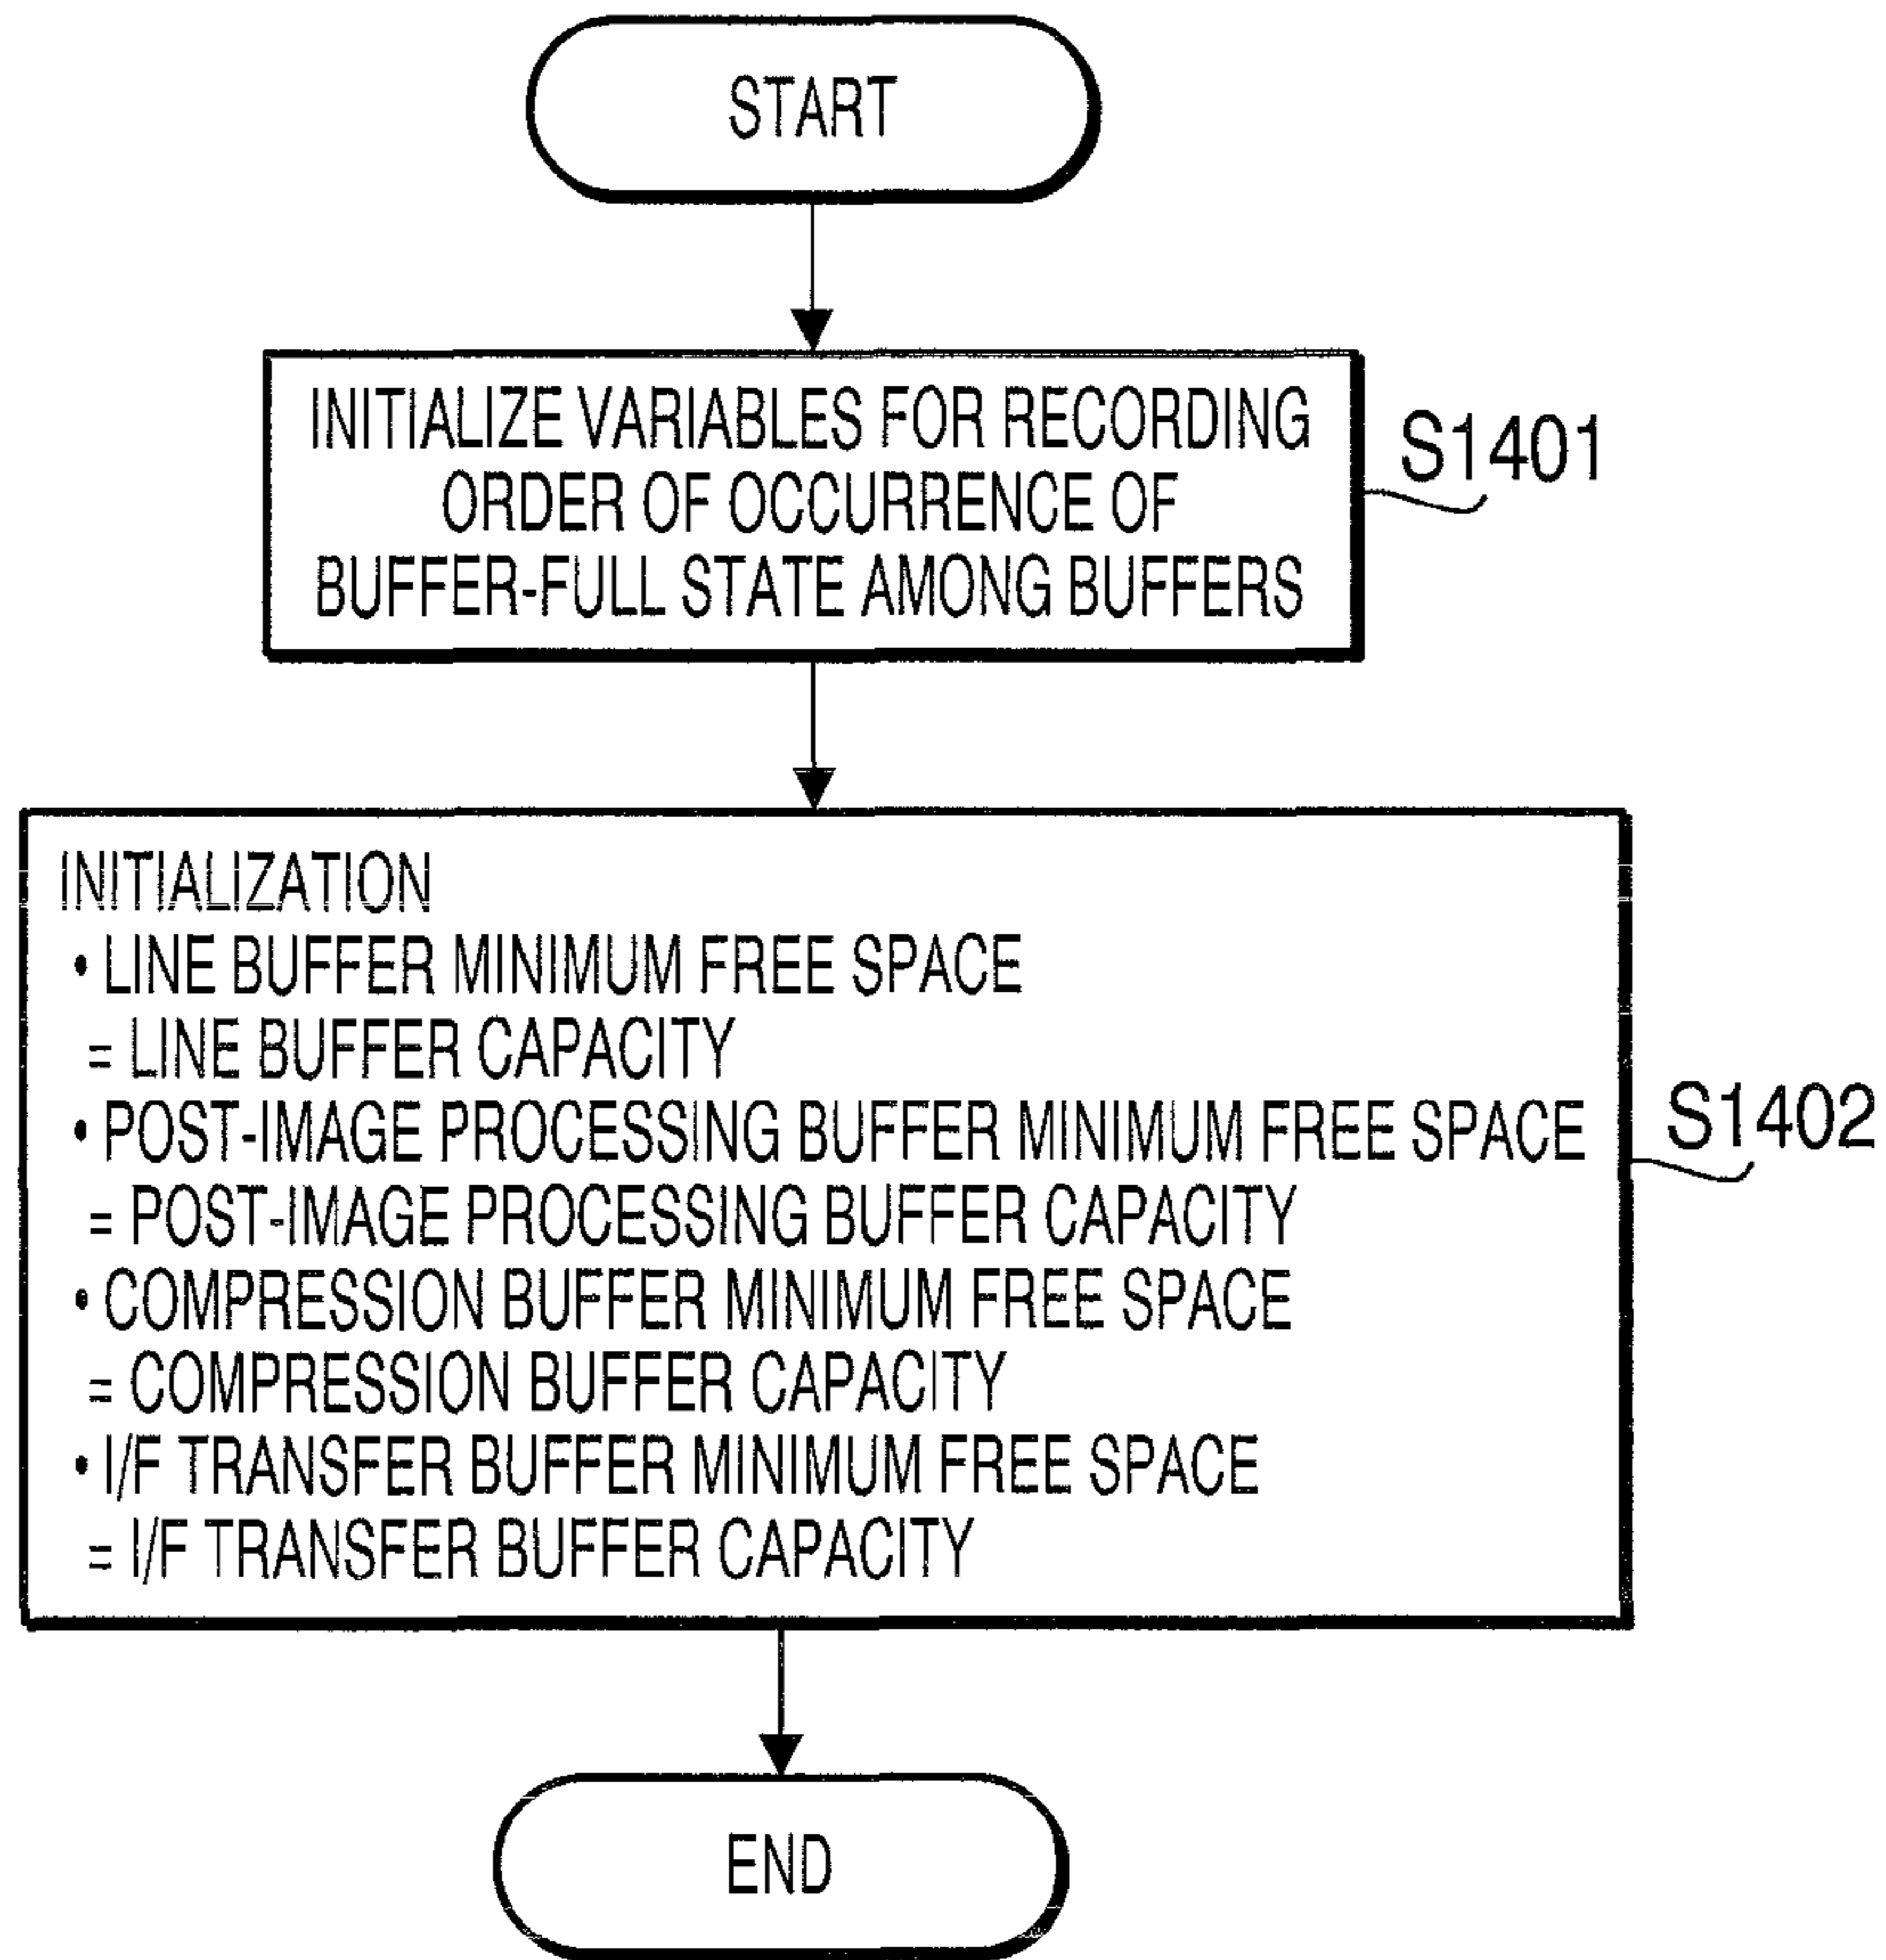 START
INITIALIZE VARIABLES FOR RECORDING
ORDER OF OCCURRENCE OF
BUFFER-FULL STATE AMONG BUFFERS
S1401
INITIALIZATION
• LINE BUFFER MINIMUM FREE SPACE
= LINE BUFFER CAPACITY
• POST-IMAGE PROCESSING BUFFER MINIMUM FREE SPACE
= POST-IMAGE PROCESSING BUFFER CAPACITY
• COMPRESSION BUFFER MINIMUM FREE SPACE
= COMPRESSION BUFFER CAPACITY
• I/F TRANSFER BUFFER MINIMUM FREE SPACE
= I/F TRANSFER BUFFER CAPACITY
S1402
END